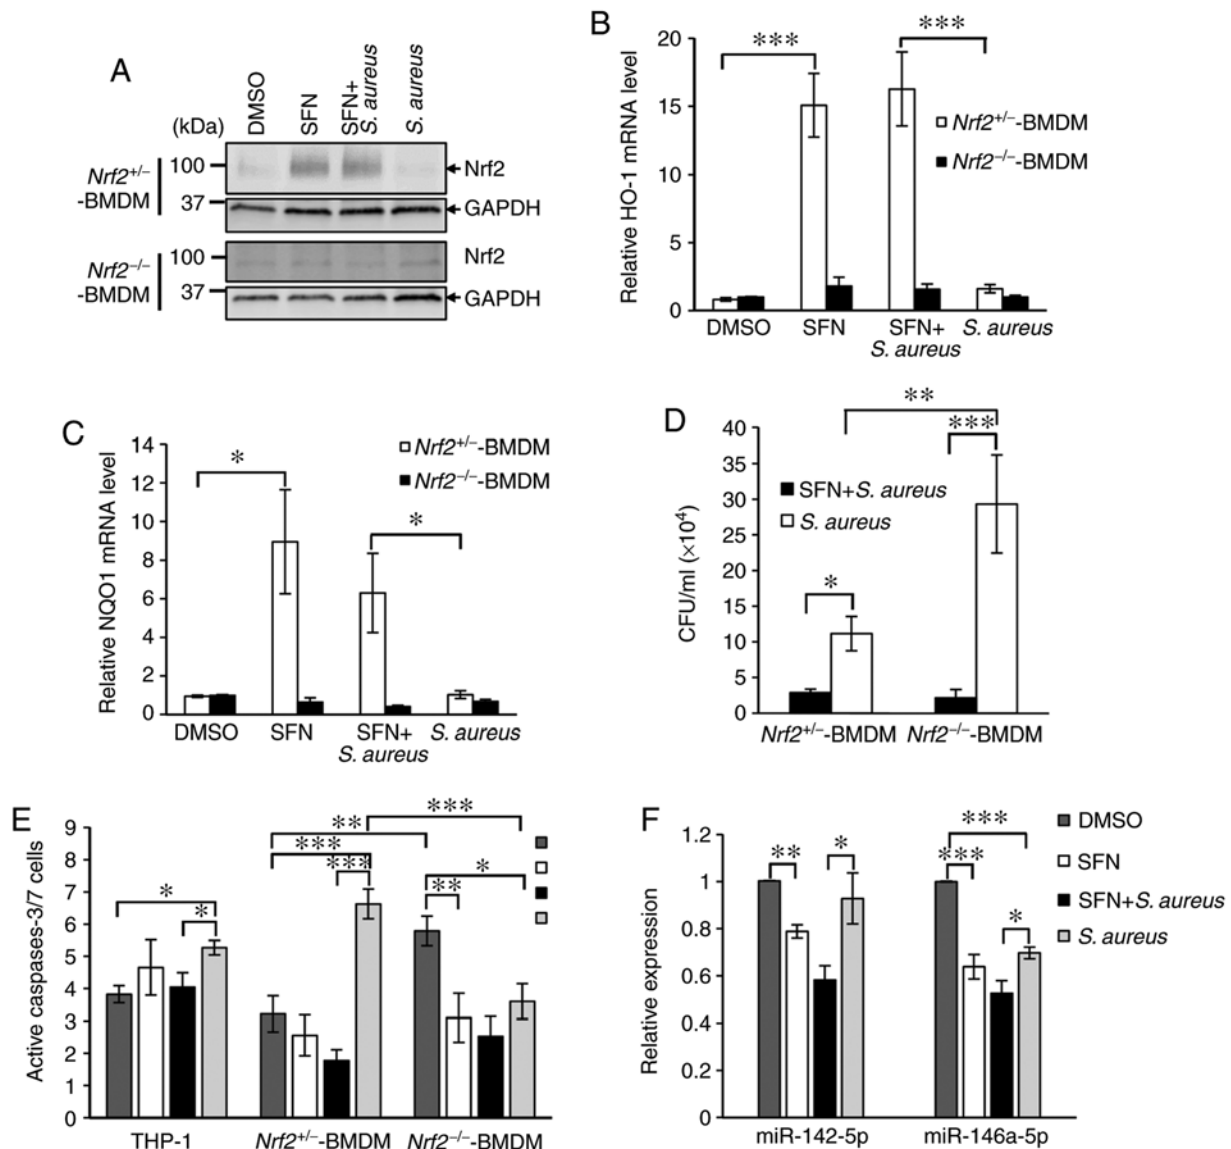 A
DMSO
SFN
SFN+
S. aureus
S. aureus
(kDa)
Nrf2+/–
-BMDM
100
Nrf2
37
GAPDH
Nrf2–/–
-BMDM
100
Nrf2
37
GAPDH
B
Relative HO-1 mRNA level
20
15
10
5
0
***
***
Nrf2+/–-BMDM
Nrf2–/–-BMDM
DMSO
SFN
SFN+
S. aureus
S. aureus
C
Relative NQO1 mRNA level
14
12
10
8
6
4
2
0
*
*
Nrf2+/–-BMDM
Nrf2–/–-BMDM
DMSO
SFN
SFN+
S. aureus
S. aureus
D
CFU/ml (×10⁴)
40
35
30
25
20
15
10
5
0
**
***
*
SFN+S. aureus
S. aureus
Nrf2+/–-BMDM
Nrf2–/–-BMDM
E
Active caspases-3/7 cells
9
8
7
6
5
4
3
2
1
0
*
*
**
***
***
***
**
*
THP-1
Nrf2+/–-BMDM
Nrf2–/–-BMDM
F
Relative expression
1.2
1
0.8
0.6
0.4
0.2
0
**
*
***
***
*
DMSO
SFN
SFN+S. aureus
S. aureus
miR-142-5p
miR-146a-5p